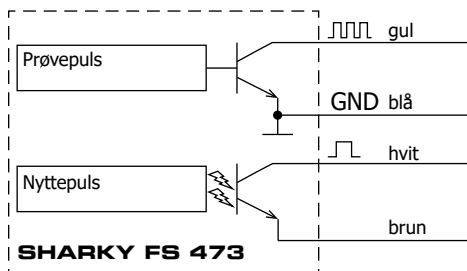 gul
Prøvepuls
GND blå
hvit
Nyttepuls
brun
SHARKY FS 473